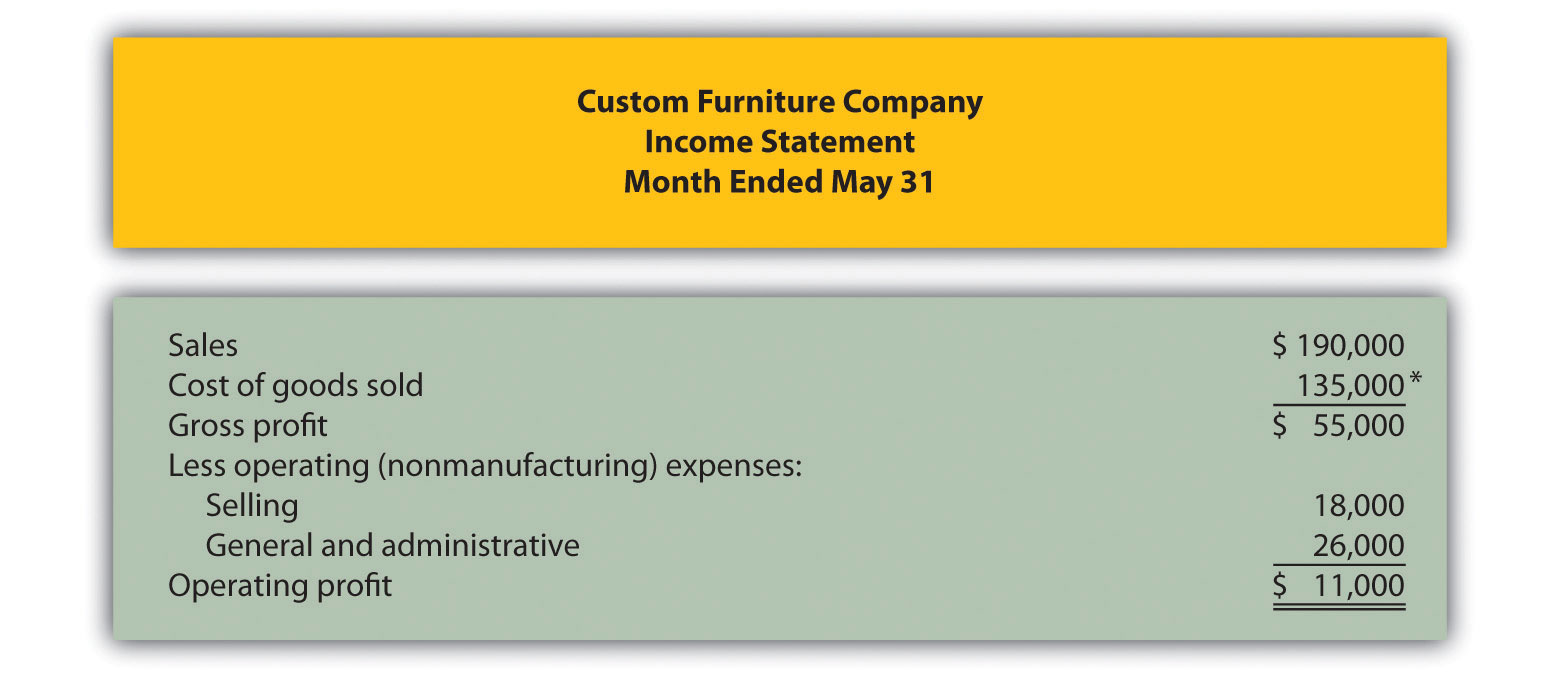 Custom Furniture Company
Income Statement
Month Ended May 31
Sales $ 190,000
Cost of goods sold 135,000*
Gross profit $ 55,000
Less operating (nonmanufacturing) expenses:
Selling 18,000
General and administrative 26,000
Operating profit $ 11,000